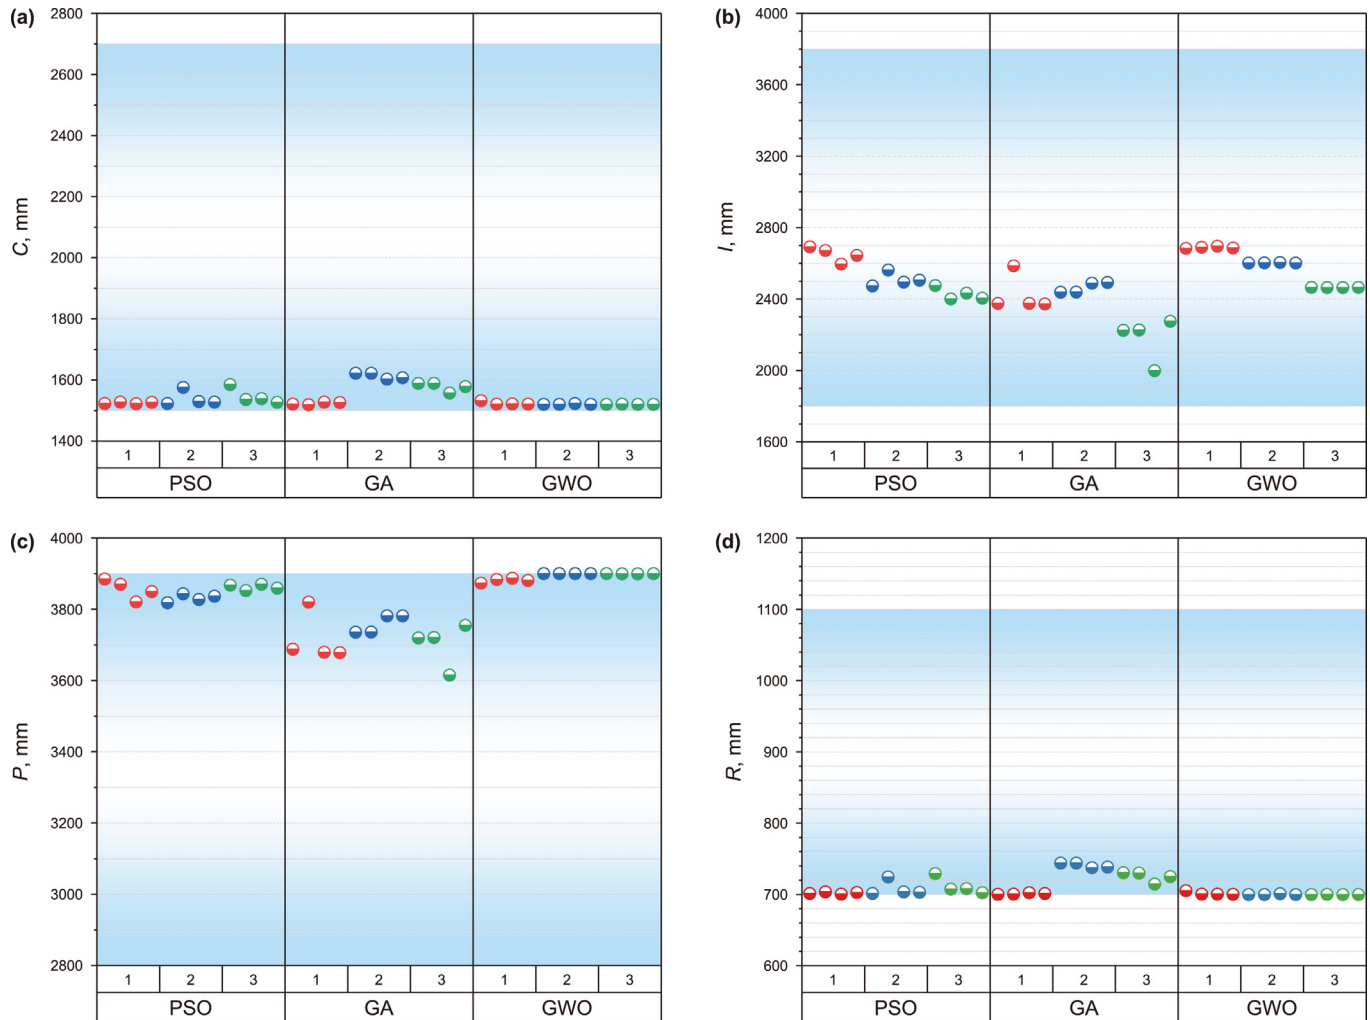 (a)
2800
2600
2400
2200
2000
1800
1600
1400
C, mm
1 2 3 1 2 3 1 2 3
PSO GA GWO
(b)
4000
3600
3200
2800
2400
2000
1600
I, mm
1 2 3 1 2 3 1 2 3
PSO GA GWO
(c)
4000
3800
3600
3400
3200
3000
2800
P, mm
1 2 3 1 2 3 1 2 3
PSO GA GWO
(d)
1200
1100
1000
900
800
700
600
R, mm
1 2 3 1 2 3 1 2 3
PSO GA GWO